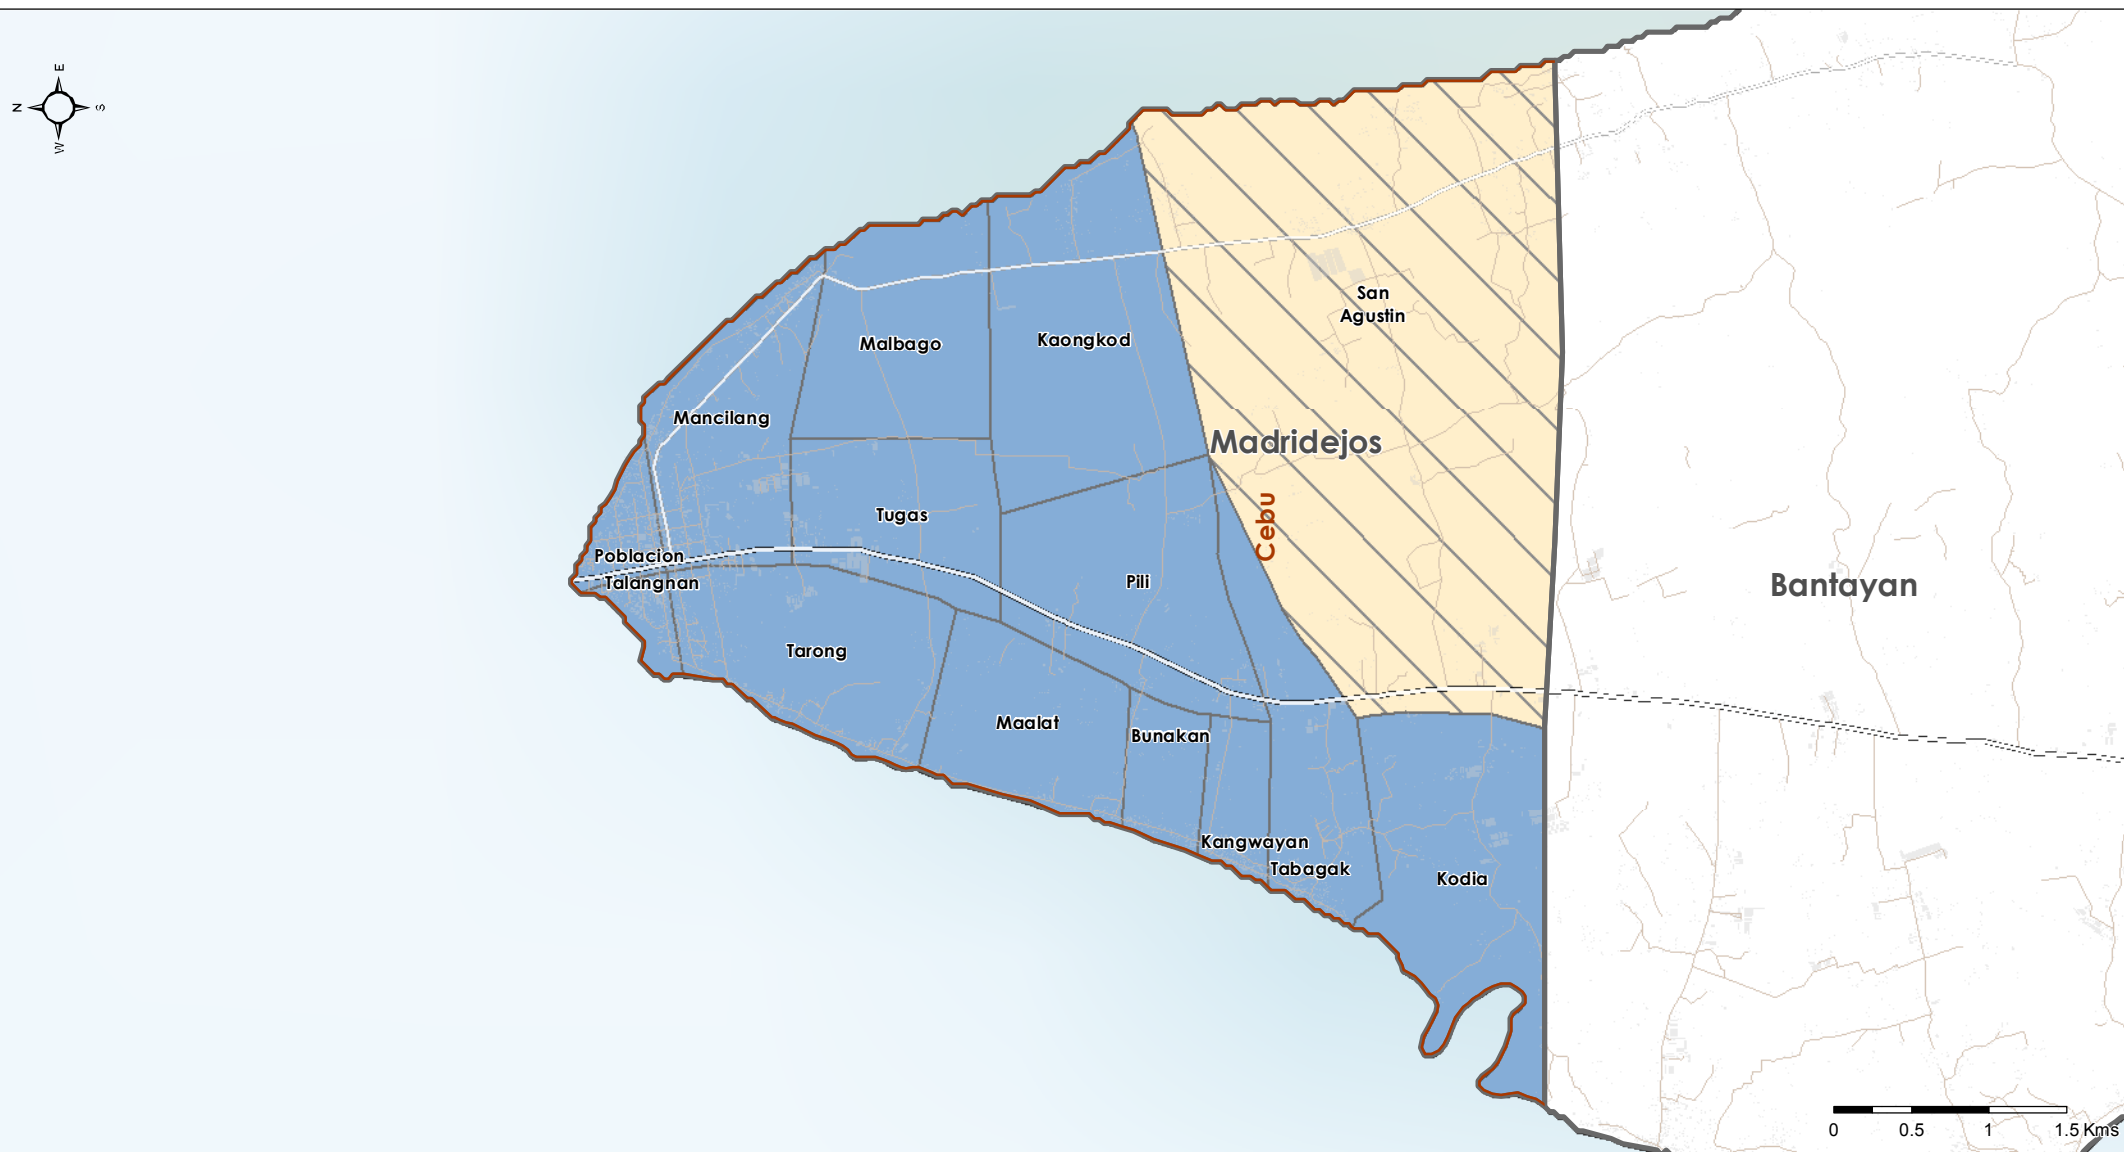 E
N
S
W
San
Agustin
Malbago
Kaongkod
Mancilang
Madridejos
Cebu
Tugas
Poblacion
Talangnan
Pili
Bantayan
Tarong
Maalat
Bunakan
Kangwayan
Tabagak
Kodia
0 0.5 1 1.5 Kms